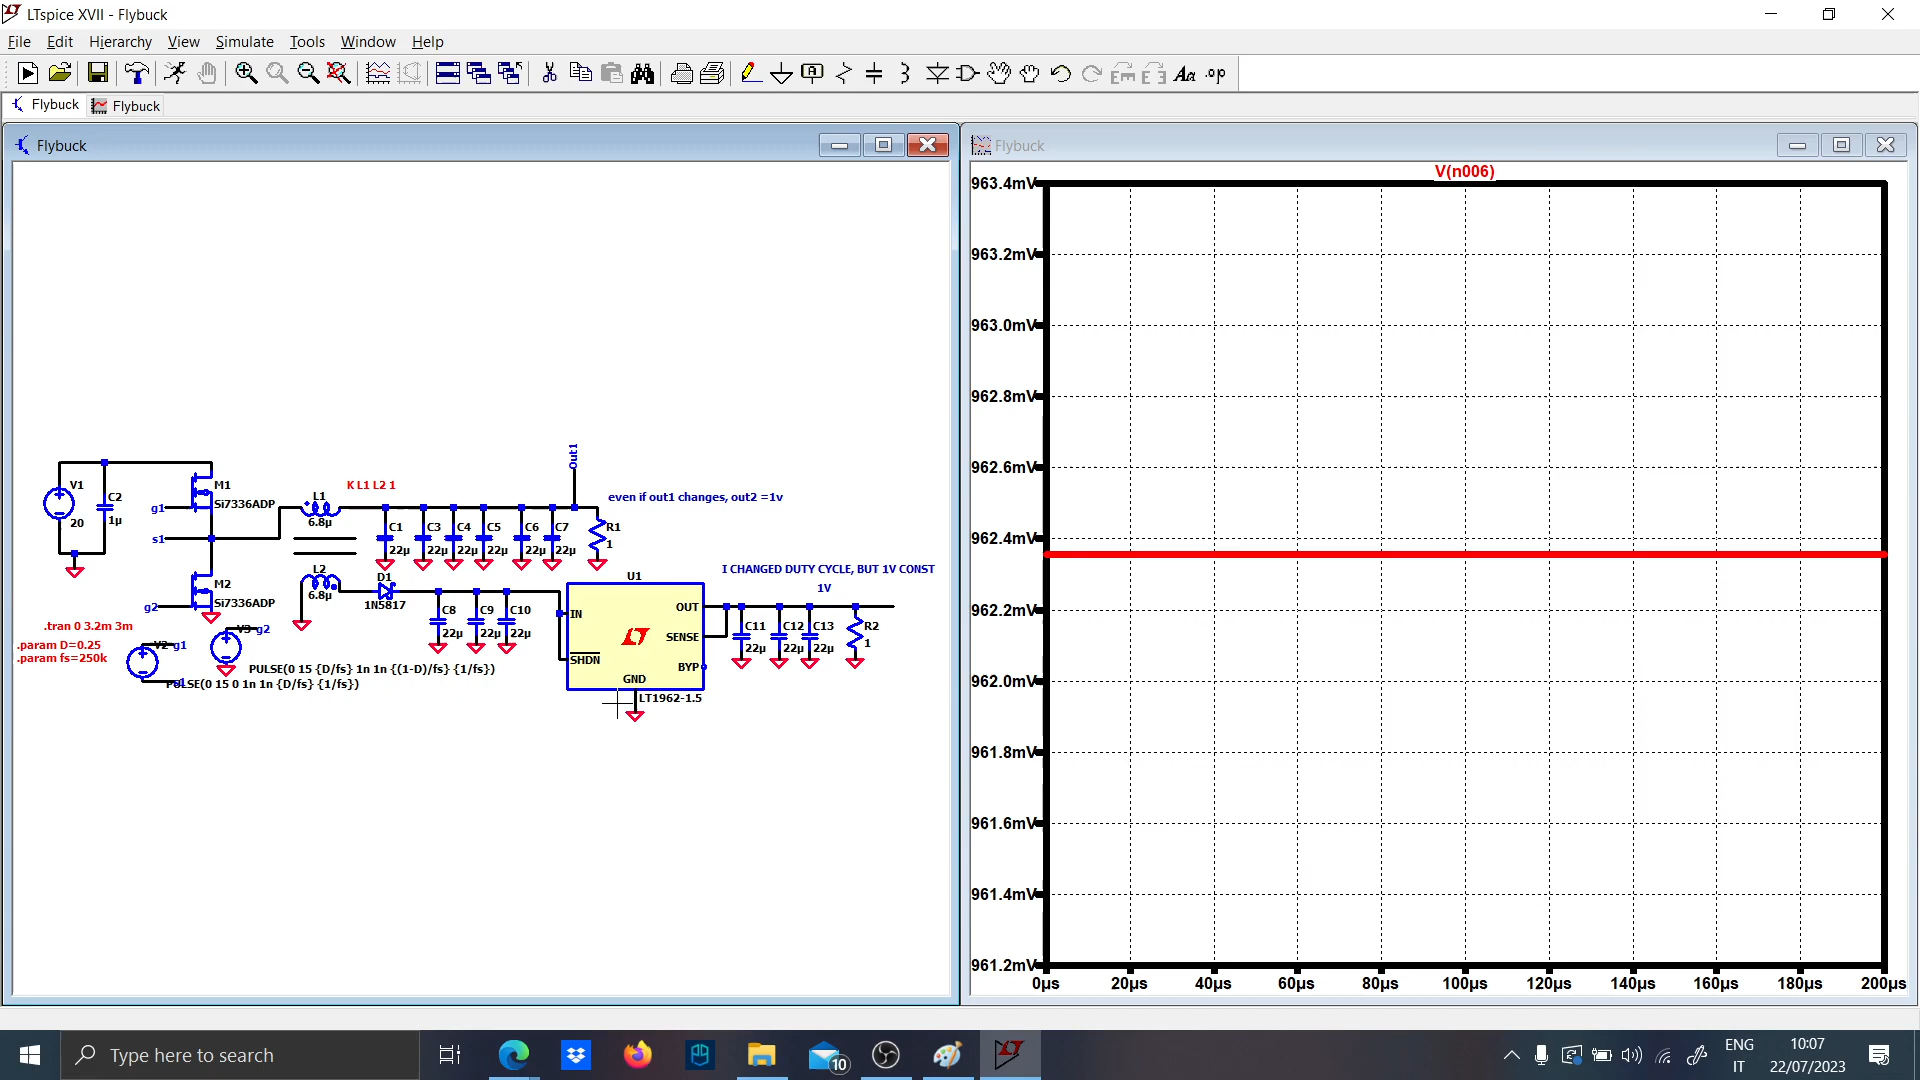 LTspice XVII - Flybuck
File Edit Hierarchy View Simulate Tools Window Help
Flybuck
Flybuck
Flybuck
Flybuck
V(n006)
963.4mV
963.2mV
963.0mV
962.8mV
962.6mV
962.4mV
962.2mV
962.0mV
961.8mV
961.6mV
961.4mV
961.2mV
0µs 20µs 40µs 60µs 80µs 100µs 120µs 140µs 160µs 180µs 200µs
Out1
V1
20
C2
1µ
M1
Si7336ADP
g1
s1
K L1 L2 1
L1
6.8µ
even if out1 changes, out2 =1v
C1
22µ
C3
22µ
C4
22µ
C5
22µ
C6
22µ
C7
22µ
R1
1
M2
Si7336ADP
g2
L2
6.8µ
D1
1N5817
C8
22µ
C9
22µ
C10
22µ
U1
IN
SHDN
OUT
SENSE
BYP
GND
LT1962-1.5
I CHANGED DUTY CYCLE, BUT 1V CONST
1V
C11
22µ
C12
22µ
C13
22µ
R2
1
.tran 0 3.2m 3m
.param D=0.25
.param fs=250k
V2 g1
V3 g2
PULSE(0 15 {D/fs} 1n 1n {(1-D)/fs} {1/fs})
PULSE(0 15 0 1n 1n {D/fs} {1/fs})
Type here to search
10
ENG
IT
10:07
22/07/2023